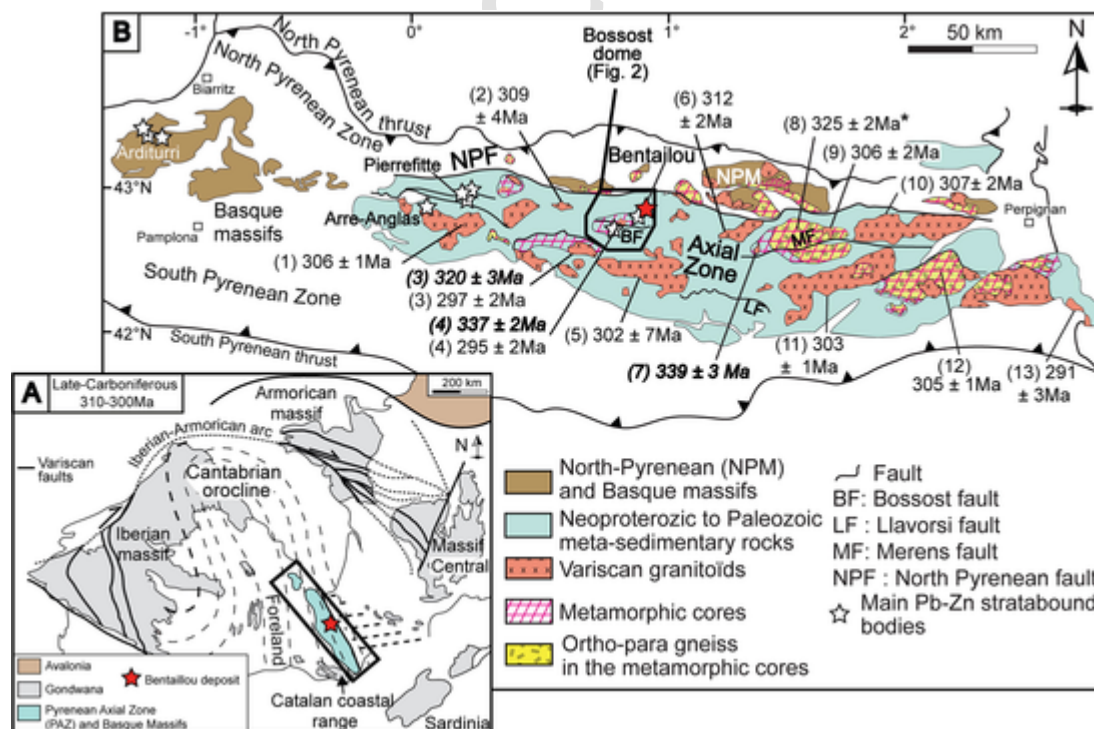 B
-1°
0°
1°
2°
50 km
N
North Pyrenean thrust
North Pyrenean Zone
Biarritz
Bossost
dome
(Fig. 2)
(2) 309
± 4Ma
(6) 312
± 2Ma
(8) 325 ± 2Ma*
(9) 306 ± 2Ma
(10) 307± 2Ma
Arditurri
Pierrefitte
NPF
Bentaillou
NPM
Perpignan
43°N
Basque
massifs
Arre-Anglas
BF
MF
Axial
Zone
Pamplona
(1) 306 ± 1Ma
(3) 320 ± 3Ma
(3) 297 ± 2Ma
(4) 337 ± 2Ma
(4) 295 ± 2Ma
(5) 302 ± 7Ma
LF
South Pyrenean Zone
42°N
South Pyrenean thrust
(7) 339 ± 3 Ma
(11) 303
± 1Ma
(12)
305 ± 1Ma
(13) 291
± 3Ma
A
Late-Carboniferous
310-300Ma
200 km
Armorican
massif
N
Iberian-Armorican arc
Variscan
faults
Cantabrian
orocline
Iberian
massif
Massif
Central
Foreland
Avalonia
Gondwana
Bentaillou deposit
Pyrenean Axial Zone
(PAZ) and Basque Massifs
Catalan coastal
range
Sardinia
North-Pyrenean (NPM)
and Basque massifs
Neoproterozic to Paleozoic
meta-sedimentary rocks
Variscan granitoïds
Metamorphic cores
Ortho-para gneiss
in the metamorphic cores
Fault
BF: Bossost fault
LF : Llavorsi fault
MF: Merens fault
NPF : North Pyrenean fault
Main Pb-Zn stratabound
bodies